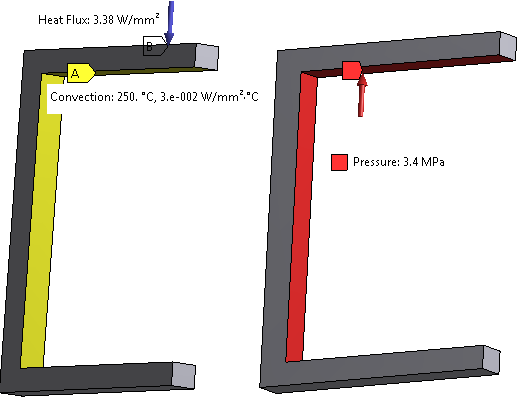 Heat Flux: 3.38 W/mm²
B
A
Convection: 250. °C, 3.e-002 W/mm²·°C
Pressure: 3.4 MPa